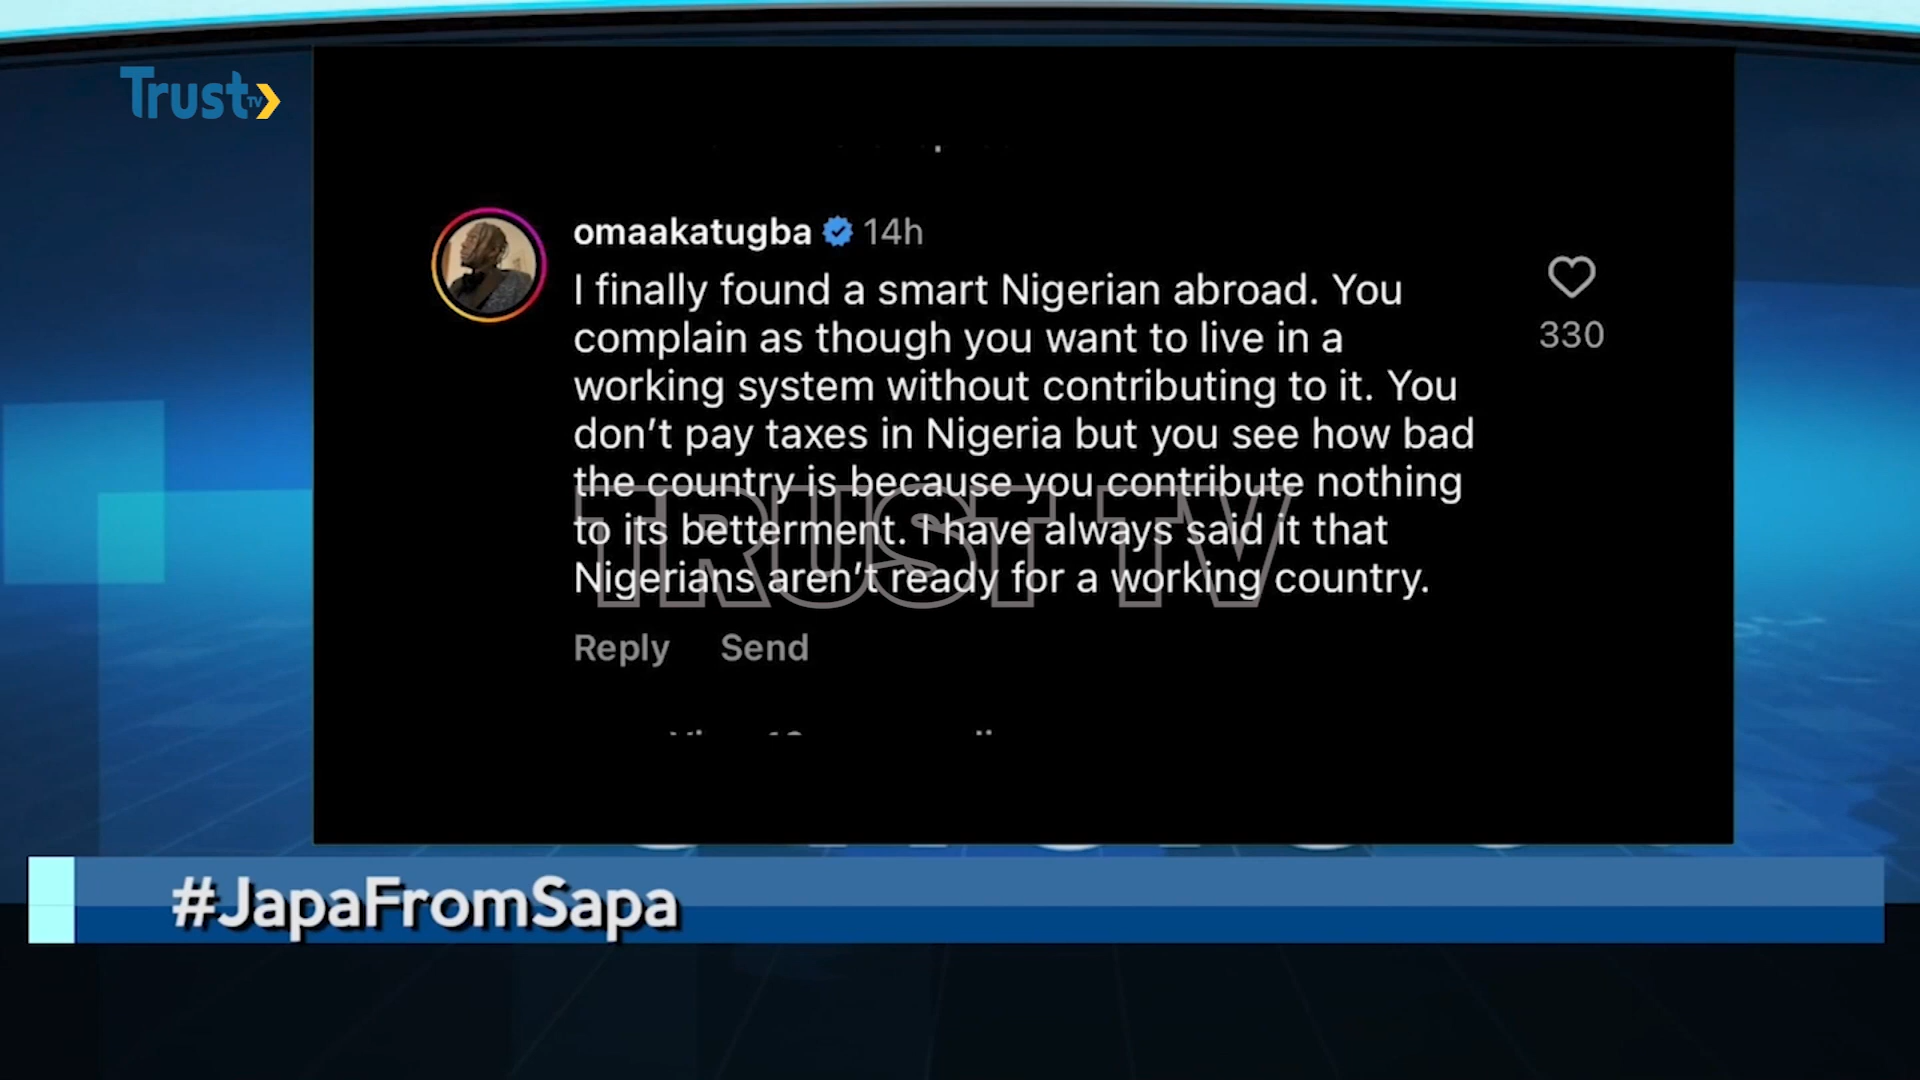 Trust TV
omaakatugba 14h
I finally found a smart Nigerian abroad. You
complain as though you want to live in a
working system without contributing to it. You
don't pay taxes in Nigeria but you see how bad
the country is because you contribute nothing
to its betterment. I have always said it that
Nigerians aren't ready for a working country.
330
TRUST TV
Reply Send
#JapaFromSapa